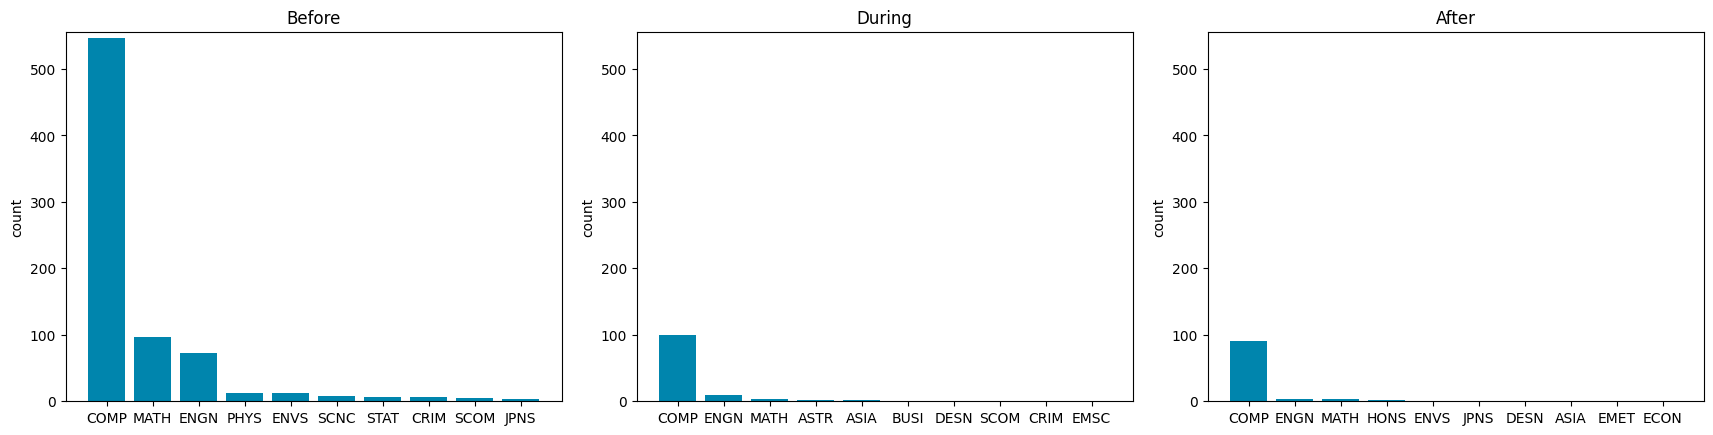 Before
During
After
count
500
400
300
200
100
0
COMP MATH ENGN PHYS ENVS SCNC STAT CRIM SCOM JPNS
count
500
400
300
200
100
0
COMP ENGN MATH ASTR ASIA BUSI DESN SCOM CRIM EMSC
count
500
400
300
200
100
0
COMP ENGN MATH HONS ENVS JPNS DESN ASIA EMET ECON